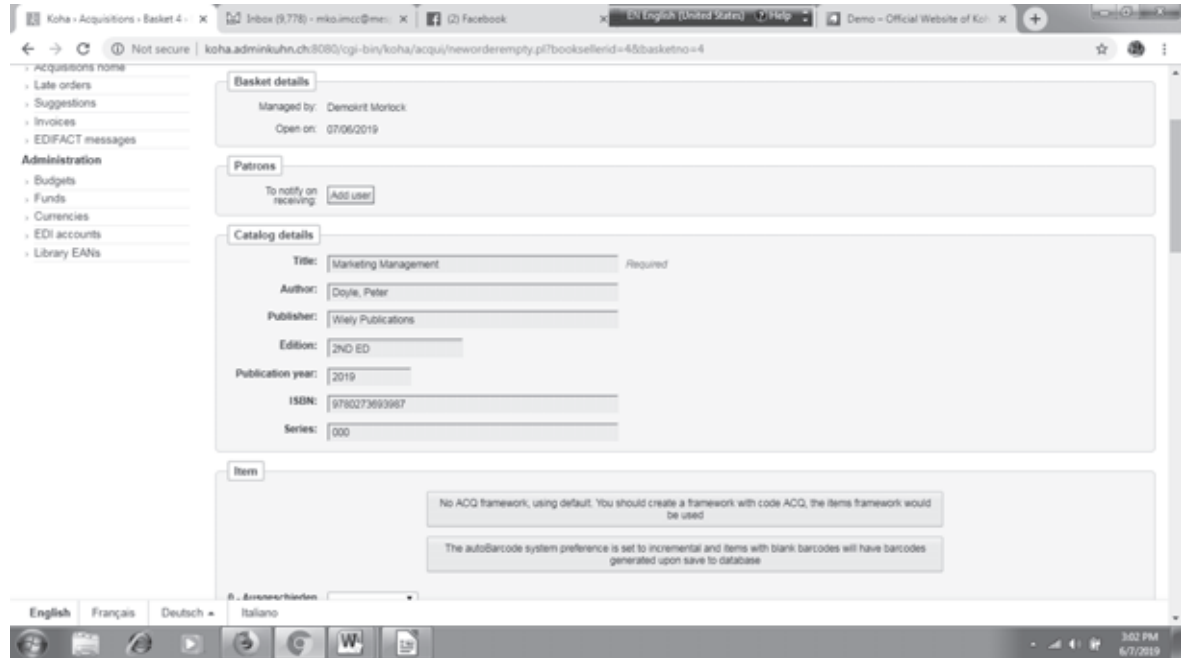 Koha › Acquisitions › Basket 4 ‹
Inbox (9,778) - mko.imcc@me
(2) Facebook
EN English (United States) Help
Demo – Official Website of Koh
Not secure | koha.adminkuhn.ch:8080/cgi-bin/koha/acqui/neworderempty.pl?booksellerid=4&basketno=4
Acquisitions home
Late orders
Suggestions
Invoices
EDIFACT messages
Administration
Budgets
Funds
Currencies
EDI accounts
Library EANs
Basket details
Managed by: Demokrit Morlock
Open on: 07/06/2019
Patrons
To notify on
receiving: Add user
Catalog details
Title: Marketing Management Required
Author: Doyle, Peter
Publisher: Wiely Publications
Edition: 2ND ED
Publication year: 2019
ISBN: 9780273693987
Series: 000
Item
No ACQ framework, using default. You should create a framework with code ACQ, the items framework would
be used
The autoBarcode system preference is set to incremental and items with blank barcodes will have barcodes
generated upon save to database
0 - Ausgeschieden
English Français Deutsch Italiano
3:02 PM
6/7/2019